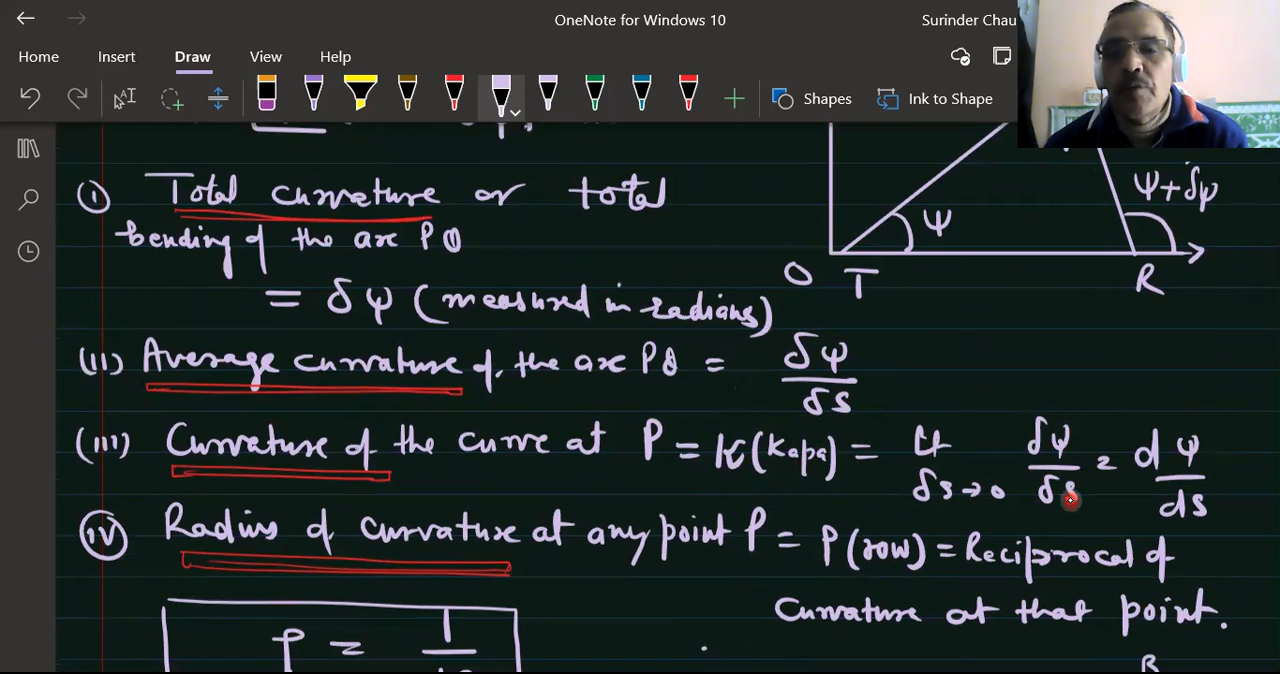 OneNote for Windows 10
Surinder Chau
Home Insert Draw View Help
Shapes Ink to Shape
(i) Total curvature or total
bending of the arc PQ
= δψ (measured in radians)
ψ
ψ+δψ
O T R
(II) Average curvature of the arc PQ = δψ/δs
(III) Curvature of the curve at P = K (Kapa) = Lt δs→0 δψ/δs = dψ/ds
(IV) Radius of curvature at any point P = ρ (row) = Reciprocal of
curvature at that point.
ρ = 1